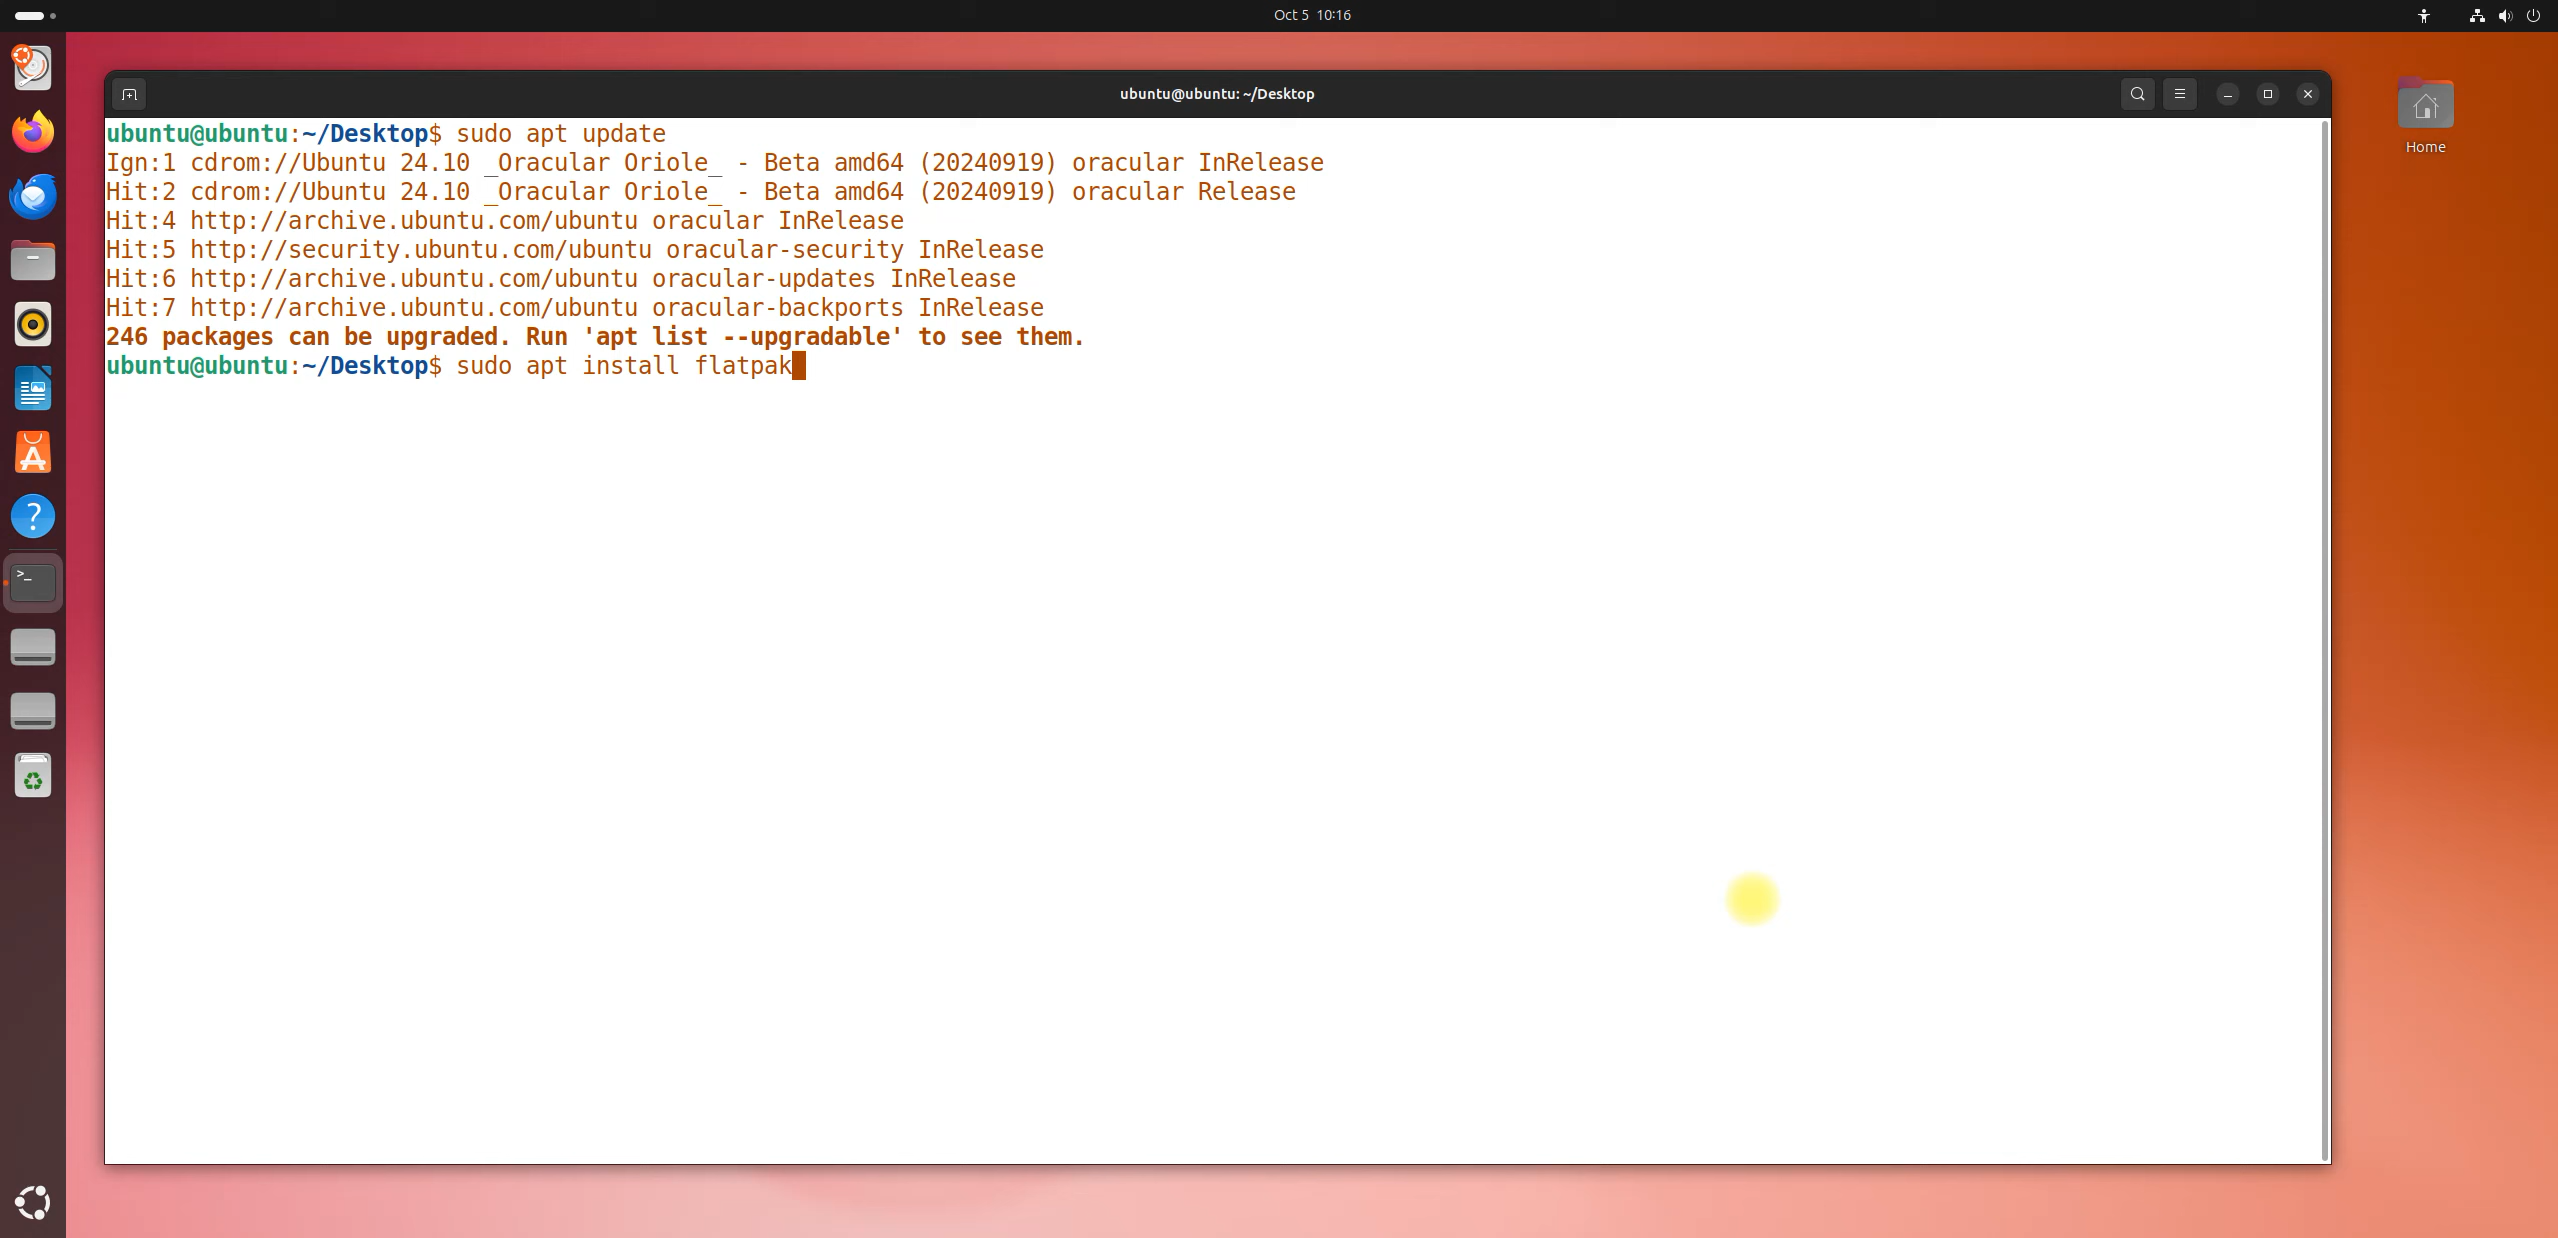 Oct 5 10:16
ubuntu@ubuntu: ~/Desktop
Home
ubuntu@ubuntu:~/Desktop$ sudo apt update
Ign:1 cdrom://Ubuntu 24.10 _Oracular Oriole_ - Beta amd64 (20240919) oracular InRelease
Hit:2 cdrom://Ubuntu 24.10 _Oracular Oriole_ - Beta amd64 (20240919) oracular Release
Hit:4 http://archive.ubuntu.com/ubuntu oracular InRelease
Hit:5 http://security.ubuntu.com/ubuntu oracular-security InRelease
Hit:6 http://archive.ubuntu.com/ubuntu oracular-updates InRelease
Hit:7 http://archive.ubuntu.com/ubuntu oracular-backports InRelease
246 packages can be upgraded. Run 'apt list --upgradable' to see them.
ubuntu@ubuntu:~/Desktop$ sudo apt install flatpak